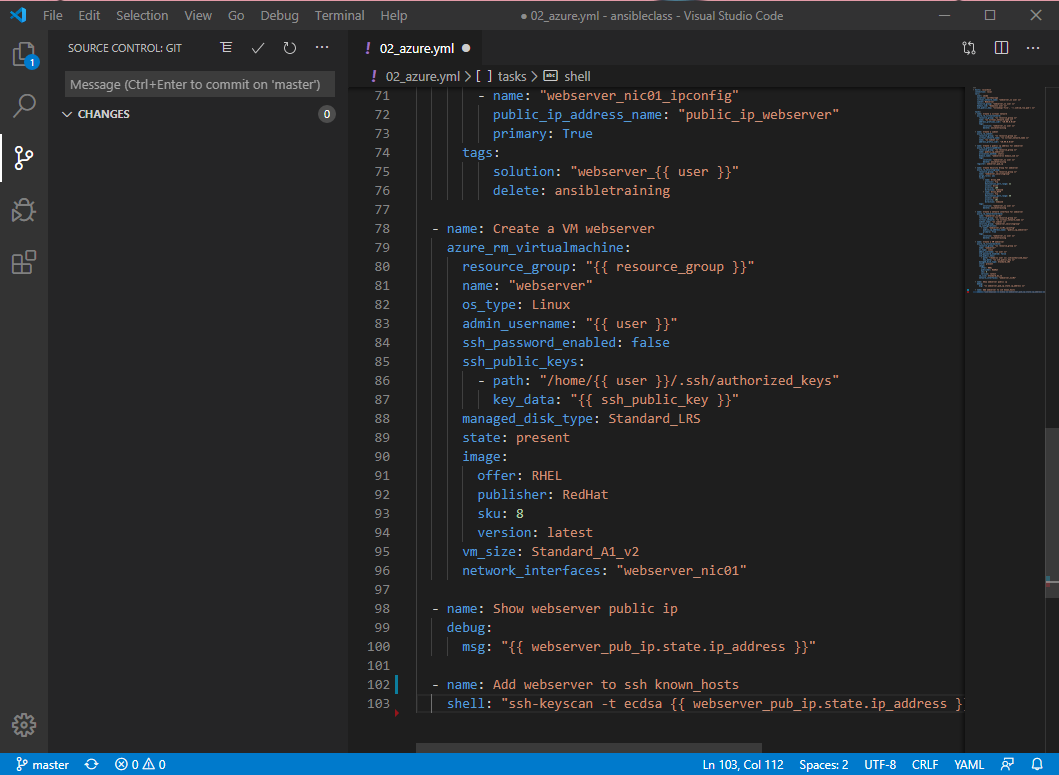 File Edit Selection View Go Debug Terminal Help
● 02_azure.yml - ansibleclass - Visual Studio Code
SOURCE CONTROL: GIT
1
Message (Ctrl+Enter to commit on 'master')
CHANGES 0
! 02_azure.yml ●
! 02_azure.yml > [ ] tasks > abc shell
71 - name: "webserver_nic01_ipconfig"
72 public_ip_address_name: "public_ip_webserver"
73 primary: True
74 tags:
75 solution: "webserver_{{ user }}"
76 delete: ansibletraining
77
78 - name: Create a VM webserver
79 azure_rm_virtualmachine:
80 resource_group: "{{ resource_group }}"
81 name: "webserver"
82 os_type: Linux
83 admin_username: "{{ user }}"
84 ssh_password_enabled: false
85 ssh_public_keys:
86 - path: "/home/{{ user }}/.ssh/authorized_keys"
87 key_data: "{{ ssh_public_key }}"
88 managed_disk_type: Standard_LRS
89 state: present
90 image:
91 offer: RHEL
92 publisher: RedHat
93 sku: 8
94 version: latest
95 vm_size: Standard_A1_v2
96 network_interfaces: "webserver_nic01"
97
98 - name: Show webserver public ip
99 debug:
100 msg: "{{ webserver_pub_ip.state.ip_address }}"
101
102 - name: Add webserver to ssh known_hosts
103 shell: "ssh-keyscan -t ecdsa {{ webserver_pub_ip.state.ip_address }
master 0 0 Ln 103, Col 112 Spaces: 2 UTF-8 CRLF YAML